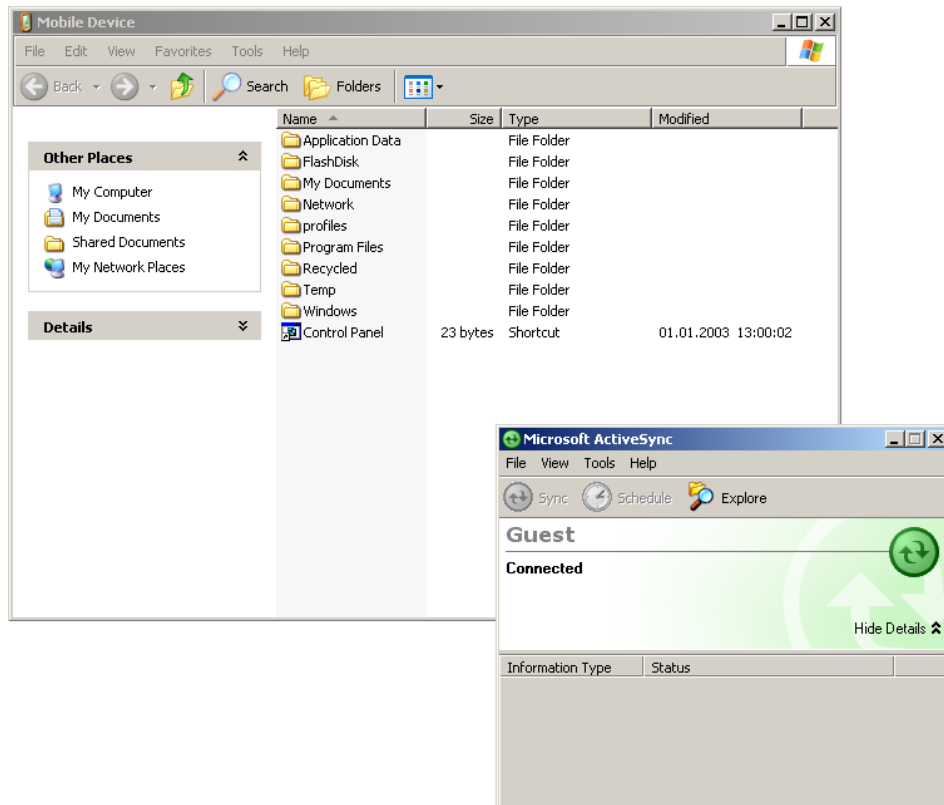 Mobile Device
File Edit View Favorites Tools Help
Back Search Folders
Name Size Type Modified
Other Places
My Computer
My Documents
Shared Documents
My Network Places
Details
Application Data File Folder
FlashDisk File Folder
My Documents File Folder
Network File Folder
profiles File Folder
Program Files File Folder
Recycled File Folder
Temp File Folder
Windows File Folder
Control Panel 23 bytes Shortcut 01.01.2003 13:00:02
Microsoft ActiveSync
File View Tools Help
Sync Schedule Explore
Guest
Connected
Hide Details
Information Type Status